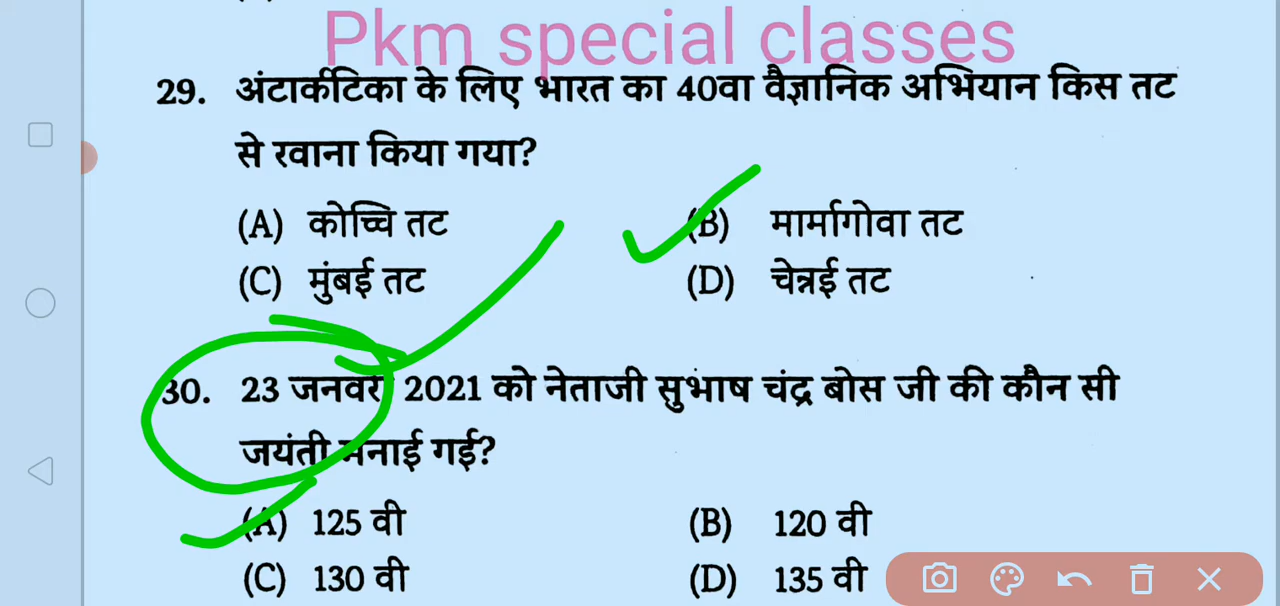 Pkm special classes
29. अंटार्कटिका के लिए भारत का 40वा वैज्ञानिक अभियान किस तट
से रवाना किया गया?
(A) कोच्चि तट (B) मार्मागोवा तट
(C) मुंबई तट (D) चेन्नई तट
30. 23 जनवरी 2021 को नेताजी सुभाष चंद्र बोस जी की कौन सी
जयंती मनाई गई?
(A) 125 वी (B) 120 वी
(C) 130 वी (D) 135 वी